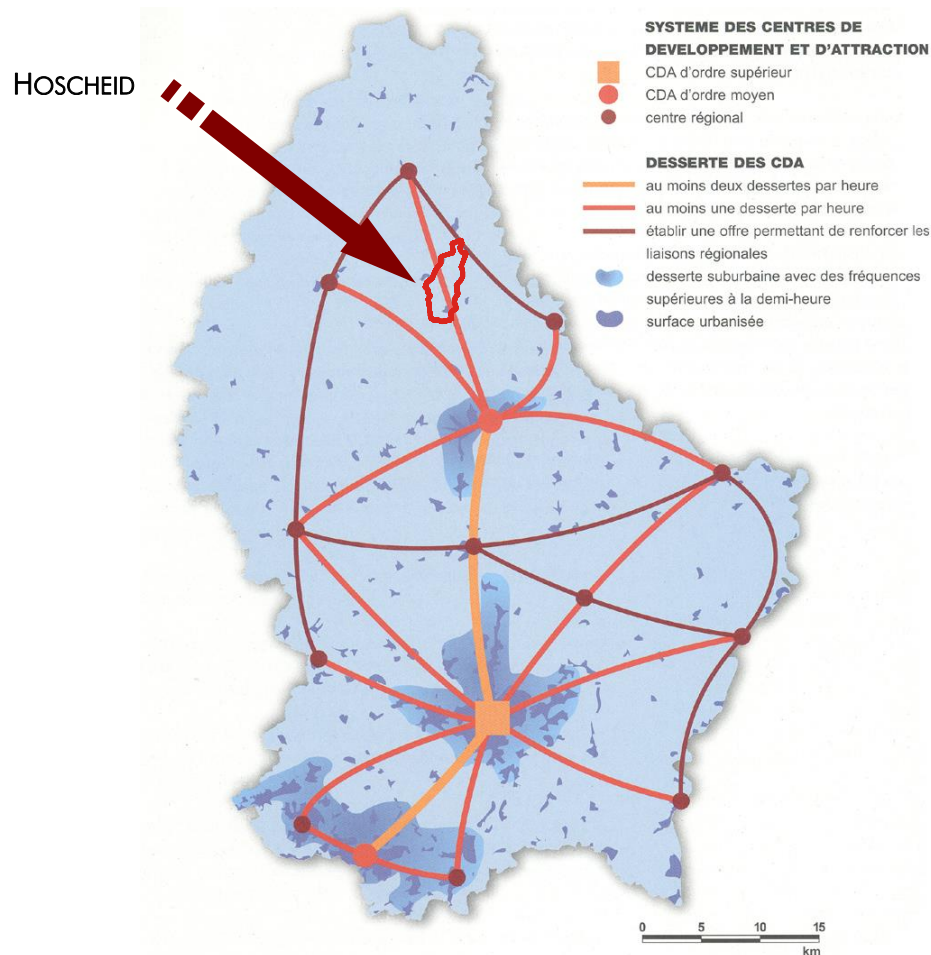 HOSCHEID
SYSTEME DES CENTRES DE
DEVELOPPEMENT ET D'ATTRACTION
CDA d'ordre supérieur
CDA d'ordre moyen
centre régional
DESSERTE DES CDA
au moins deux dessertes par heure
au moins une desserte par heure
établir une offre permettant de renforcer les
liaisons régionales
desserte suburbaine avec des fréquences
supérieures à la demi-heure
surface urbanisée
0 5 10 15
km